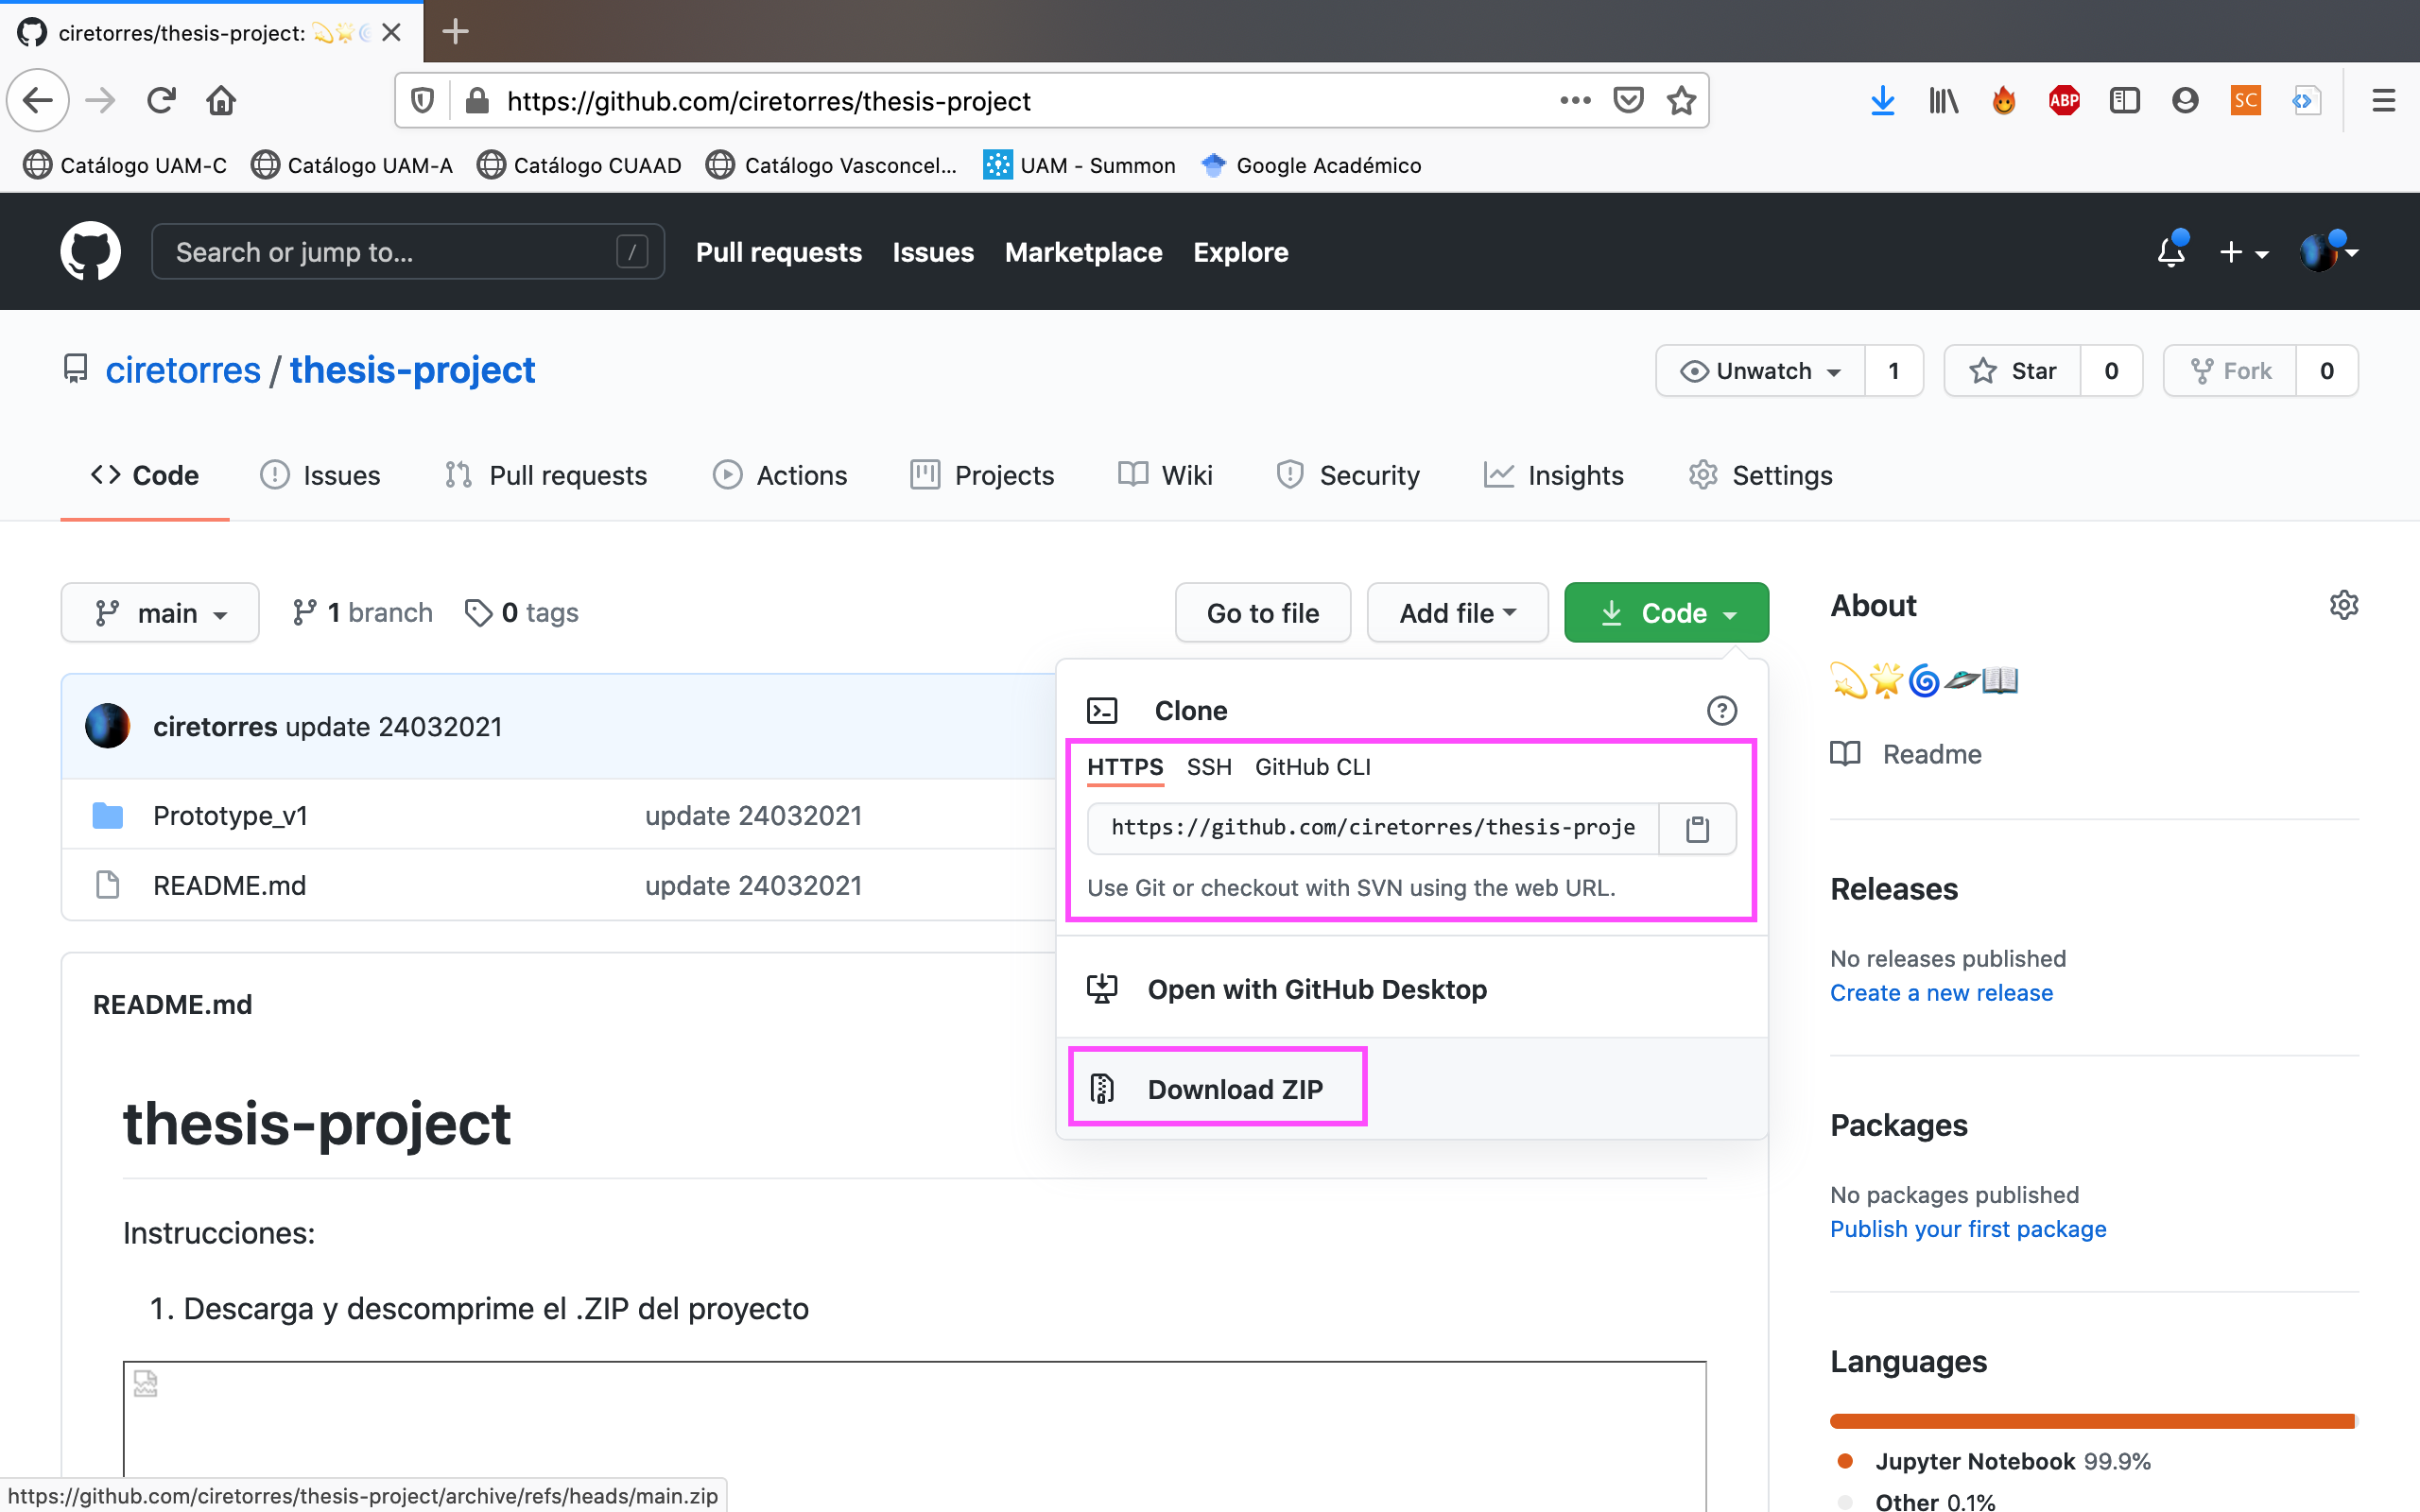 ciretorres/thesis-project: 💫🌟🌀
https://github.com/ciretorres/thesis-project
ABP
SC
Catálogo UAM-C
Catálogo UAM-A
Catálogo CUAAD
Catálogo Vasconcel...
UAM - Summon
Google Académico
Search or jump to...
/
Pull requests
Issues
Marketplace
Explore
ciretorres / thesis-project
Unwatch 1
Star 0
Fork 0
Code
Issues
Pull requests
Actions
Projects
Wiki
Security
Insights
Settings
main
1 branch
0 tags
Go to file
Add file
Code
ciretorres update 24032021
Prototype_v1 update 24032021
README.md update 24032021
Clone
HTTPS SSH GitHub CLI
https://github.com/ciretorres/thesis-proje
Use Git or checkout with SVN using the web URL.
Open with GitHub Desktop
Download ZIP
README.md
thesis-project
Instrucciones:
1. Descarga y descomprime el .ZIP del proyecto
About
💫🌟🌀🛸📖
Readme
Releases
No releases published
Create a new release
Packages
No packages published
Publish your first package
Languages
Jupyter Notebook 99.9%
Other 0.1%
https://github.com/ciretorres/thesis-project/archive/refs/heads/main.zip